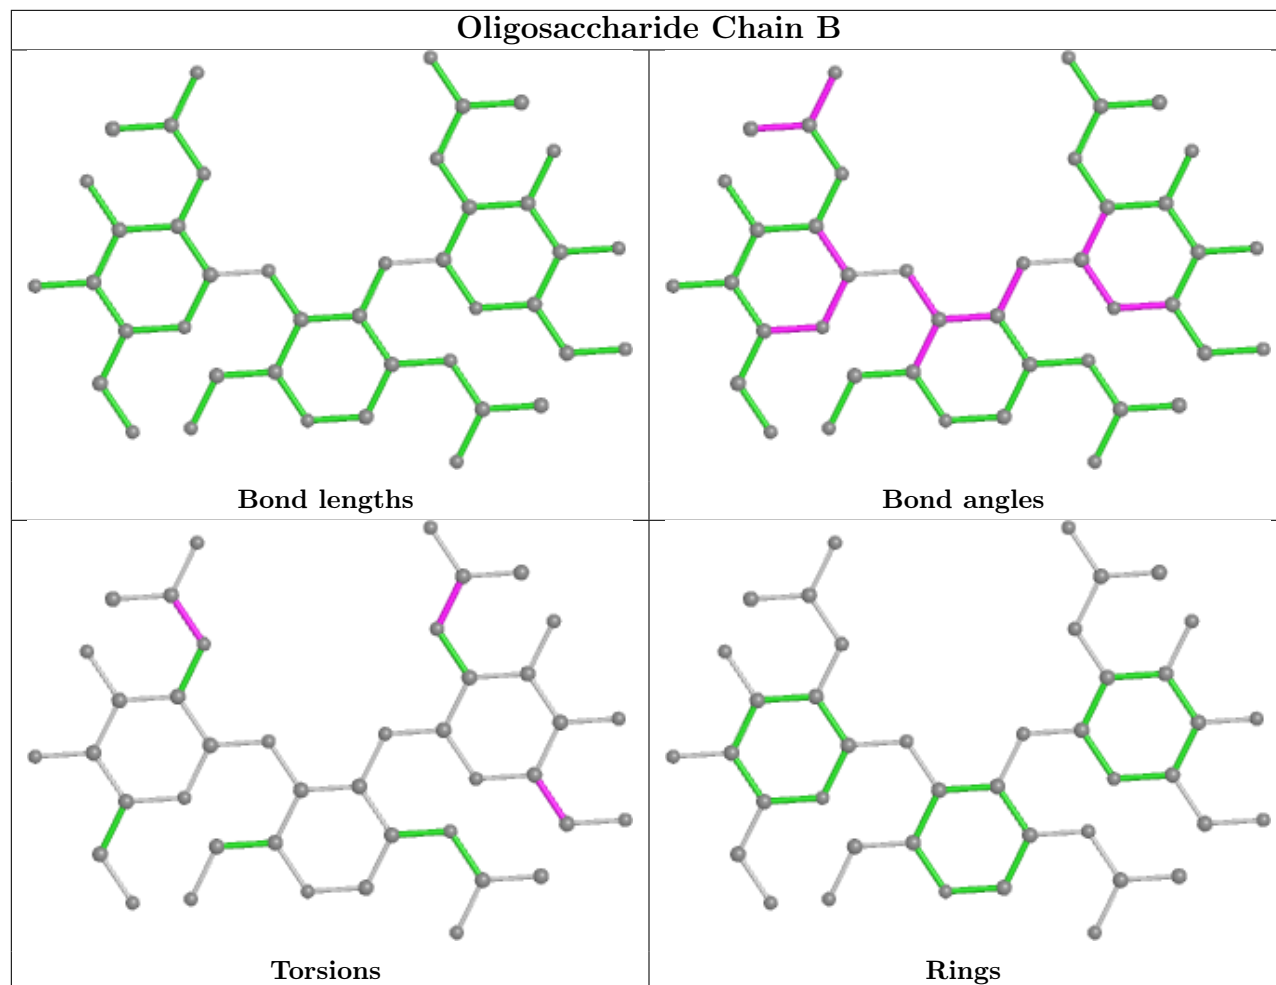 Oligosaccharide Chain B
Bond lengths
Bond angles
Torsions
Rings